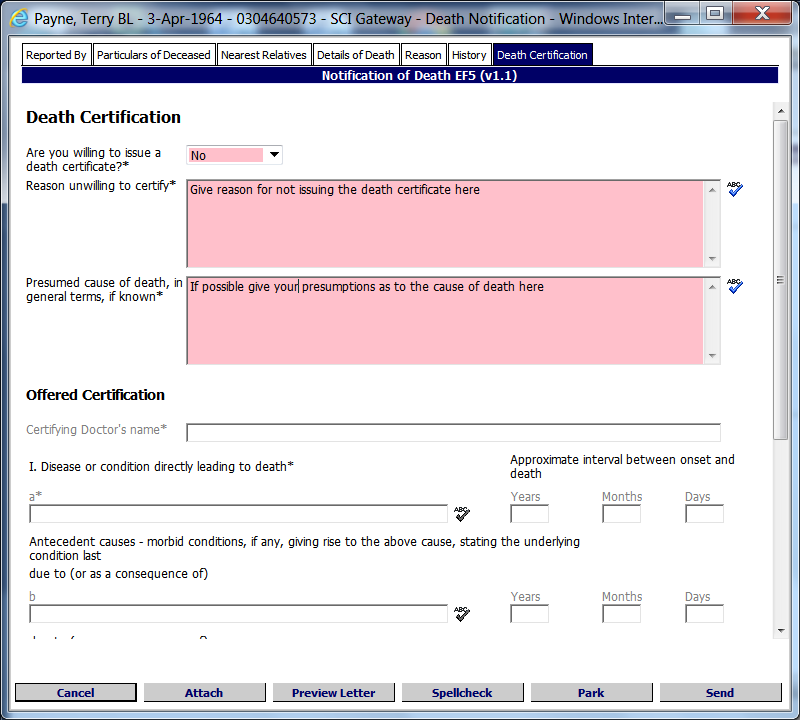 Payne, Terry BL - 3-Apr-1964 - 0304640573 - SCI Gateway - Death Notification - Windows Inter...
Reported By Particulars of Deceased Nearest Relatives Details of Death Reason History Death Certification
Notification of Death EF5 (v1.1)
Death Certification
Are you willing to issue a
death certificate?*
No
Reason unwilling to certify*
Give reason for not issuing the death certificate here
ABC
Presumed cause of death, in
general terms, if known*
If possible give your presumptions as to the cause of death here
ABC
Offered Certification
Certifying Doctor's name*
I. Disease or condition directly leading to death*
Approximate interval between onset and
death
a*
Years Months Days
ABC
Antecedent causes - morbid conditions, if any, giving rise to the above cause, stating the underlying
condition last
due to (or as a consequence of)
b
Years Months Days
ABC
Cancel Attach Preview Letter Spellcheck Park Send